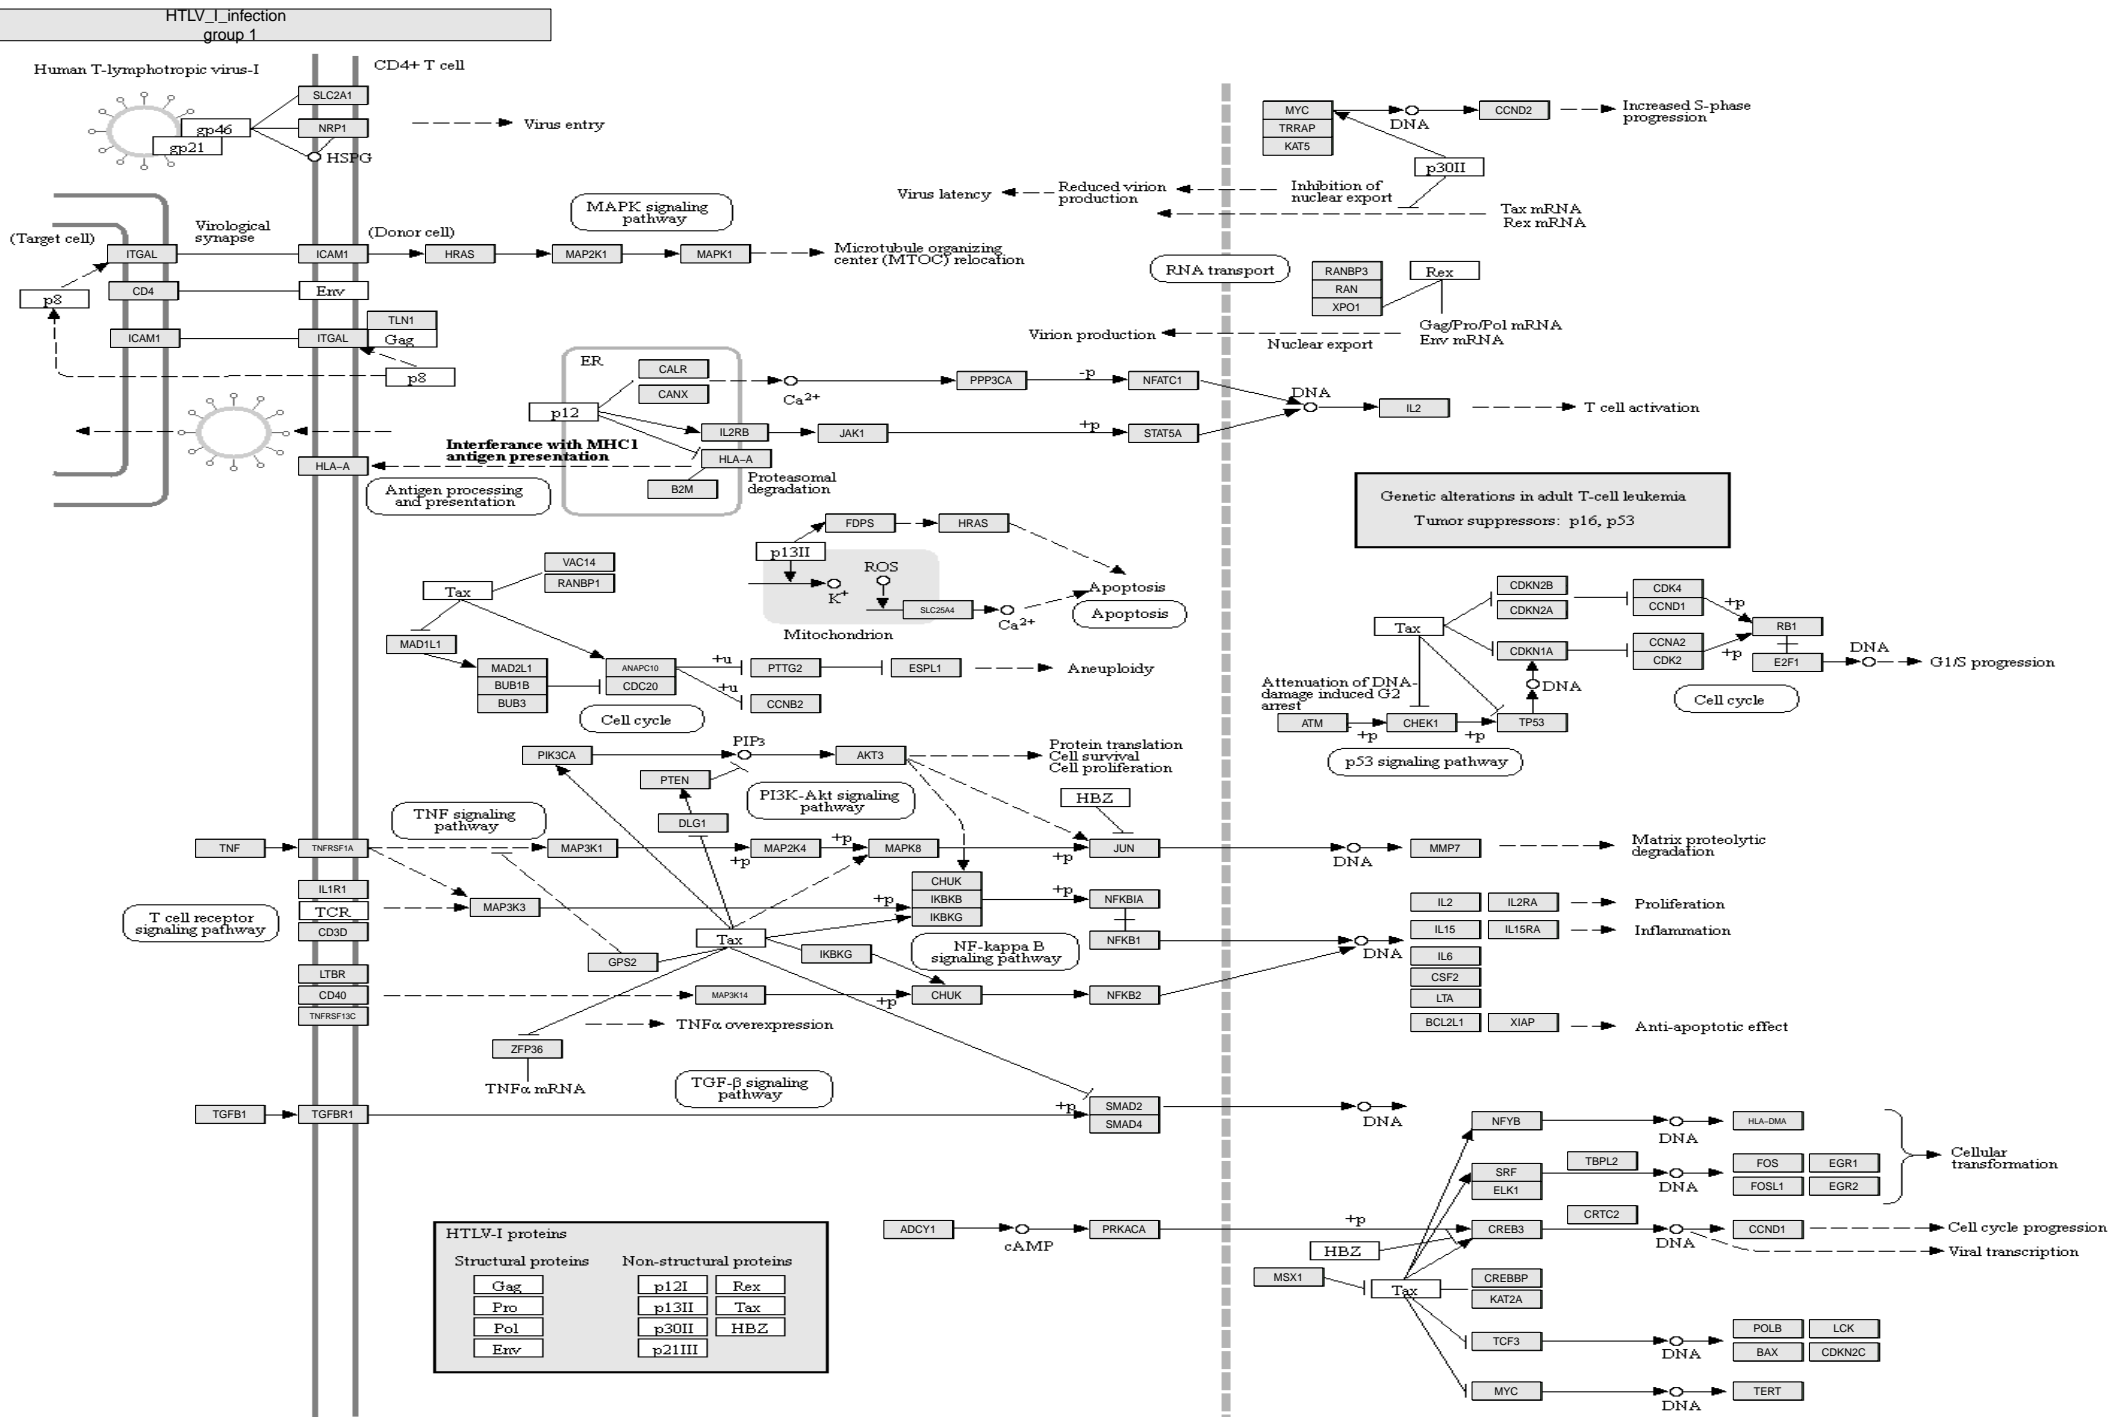 HTLV_I_infection
group 1
Human T-lymphotropic virus-I
CD4+ T cell
SLC2A1
gp46
NRP1
gp21
HSPG
Virus entry
MYC
TRRAP
KAT5
DNA
CCND2
Increased S-phase
progression
p30II
Virus latency
Reduced virion
production
Inhibition of
nuclear export
Tax mRNA
Rex mRNA
MAPK signaling
pathway
(Target cell)
Virological
synapse
(Donor cell)
ITGAL
ICAM1
HRAS
MAP2K1
MAPK1
Microtubule organizing
center (MTOC) relocation
RNA transport
RANBP3
RAN
XPO1
Rex
p8
CD4
Env
TLN1
ICAM1
ITGAL
Gag
p8
Virion production
Nuclear export
Gag/Pro/Pol mRNA
Env mRNA
ER
CALR
CANX
p12
Ca2+
PPP3CA
-p
NFATC1
DNA
IL2
T cell activation
IL2RB
JAK1
+p
STAT5A
Interferance with MHC1
antigen presentation
HLA-A
HLA-A
B2M
Proteasomal
degradation
Antigen processing
and presentation
Genetic alterations in adult T-cell leukemia
Tumor suppressors: p16, p53
FDPS
HRAS
p13II
ROS
K+
SLC25A4
Ca2+
Mitochondrion
Apoptosis
Apoptosis
VAC14
RANBP1
Tax
MAD1L1
MAD2L1
BUB1B
BUB3
ANAPC10
CDC20
+u
+u
PTTG2
ESPL1
Aneuploidy
CCNB2
Cell cycle
CDKN2B
CDKN2A
CDK4
CCND1
+p
Tax
RB1
CDKN1A
CCNA2
CDK2
+p
E2F1
DNA
G1/S progression
DNA
Cell cycle
Attenuation of DNA-
damage induced G2
arrest
ATM
+p
CHEK1
+p
TP53
p53 signaling pathway
PIK3CA
PIP3
AKT3
Protein translation
Cell survival
Cell proliferation
PTEN
PI3K-Akt signaling
pathway
HBZ
TNF signaling
pathway
DLG1
TNF
TNFRSF1A
MAP3K1
+p
MAP2K4
+p
MAPK8
+p
JUN
DNA
MMP7
Matrix proteolytic
degradation
IL1R1
TCR
CD3D
T cell receptor
signaling pathway
MAP3K3
+p
CHUK
IKBKB
IKBKG
+p
NFKBIA
IL2
IL2RA
Proliferation
Tax
NF-kappa B
signaling pathway
NFKB1
DNA
IL15
IL15RA
Inflammation
GPS2
IKBKG
IL6
CSF2
LTA
LTBR
CD40
TNFRSF13C
MAP3K14
+p
CHUK
NFKB2
BCL2L1
XIAP
Anti-apoptotic effect
TNFα overexpression
ZFP36
TNFα mRNA
TGF-β signaling
pathway
TGFB1
TGFBR1
+p
SMAD2
SMAD4
DNA
NFYB
DNA
HLA-DMA
SRF
ELK1
TBPL2
DNA
FOS
EGR1
FOSL1
EGR2
Cellular
transformation
ADCY1
cAMP
PRKACA
+p
CREB3
CRTC2
DNA
CCND1
Cell cycle progression
Viral transcription
HBZ
MSX1
Tax
CREBBP
KAT2A
TCF3
DNA
POLB
LCK
BAX
CDKN2C
MYC
DNA
TERT
HTLV-I proteins
Structural proteins
Non-structural proteins
Gag
p12I
Rex
Pro
p13II
Tax
Pol
p30II
HBZ
Env
p21III